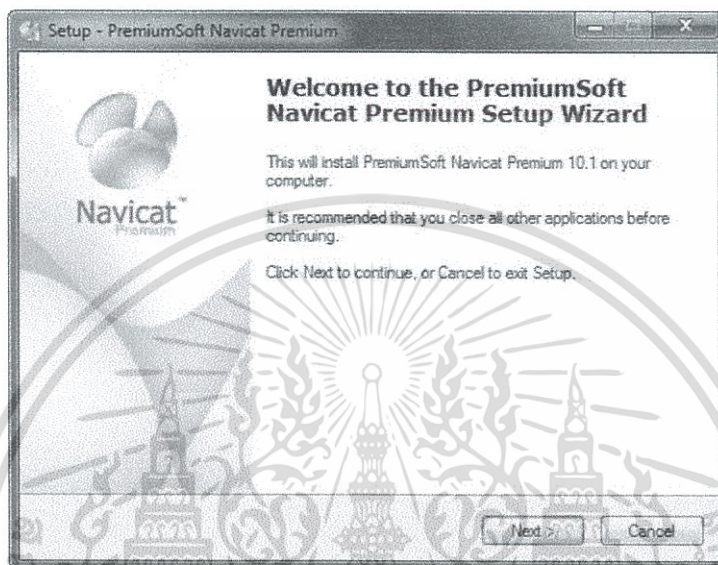 Setup - PremiumSoft Navicat Premium
Welcome to the PremiumSoft
Navicat Premium Setup Wizard
This will install PremiumSoft Navicat Premium 10.1 on your
computer.
It is recommended that you close all other applications before
continuing.
Click Next to continue, or Cancel to exit Setup.
Navicat™
Premium
Next >
Cancel